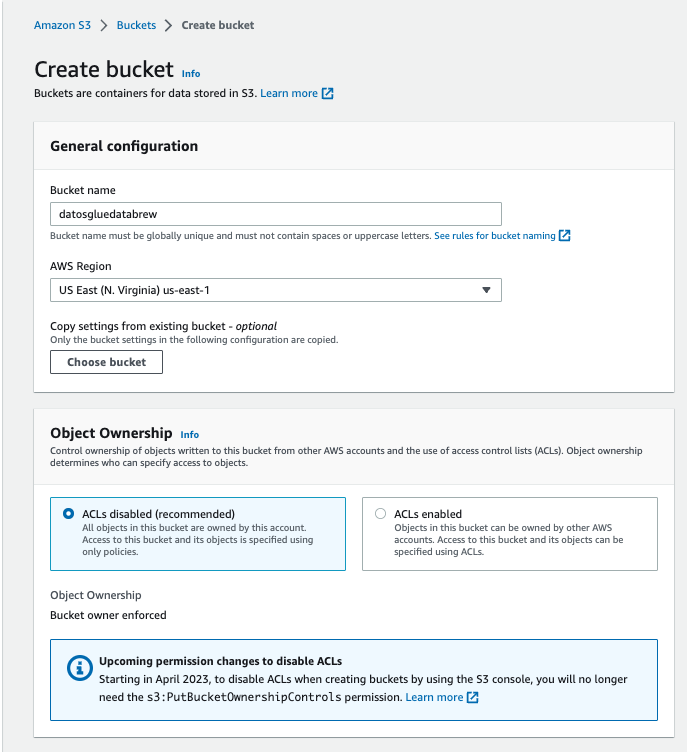 Amazon S3 > Buckets > Create bucket
Create bucket Info
Buckets are containers for data stored in S3. Learn more
General configuration
Bucket name
datosgluedatabrew
Bucket name must be globally unique and must not contain spaces or uppercase letters. See rules for bucket naming
AWS Region
US East (N. Virginia) us-east-1
Copy settings from existing bucket - optional
Only the bucket settings in the following configuration are copied.
Choose bucket
Object Ownership Info
Control ownership of objects written to this bucket from other AWS accounts and the use of access control lists (ACLs). Object ownership
determines who can specify access to objects.
ACLs disabled (recommended)
All objects in this bucket are owned by this account.
Access to this bucket and its objects is specified using
only policies.
ACLs enabled
Objects in this bucket can be owned by other AWS
accounts. Access to this bucket and its objects can be
specified using ACLs.
Object Ownership
Bucket owner enforced
Upcoming permission changes to disable ACLs
Starting in April 2023, to disable ACLs when creating buckets by using the S3 console, you will no longer
need the s3:PutBucketOwnershipControls permission. Learn more